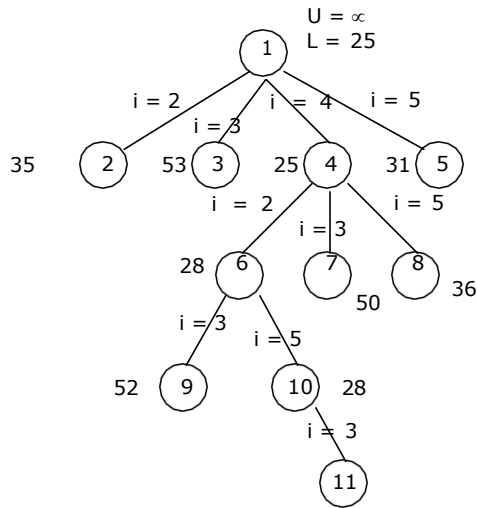 U = ∝
L = 25
1
i = 2
i = 3
i = 4
i = 5
35
2
53
3
25
4
31
5
i = 2
i = 3
i = 5
28
6
7
50
8
36
i = 3
i = 5
52
9
10
28
i = 3
11